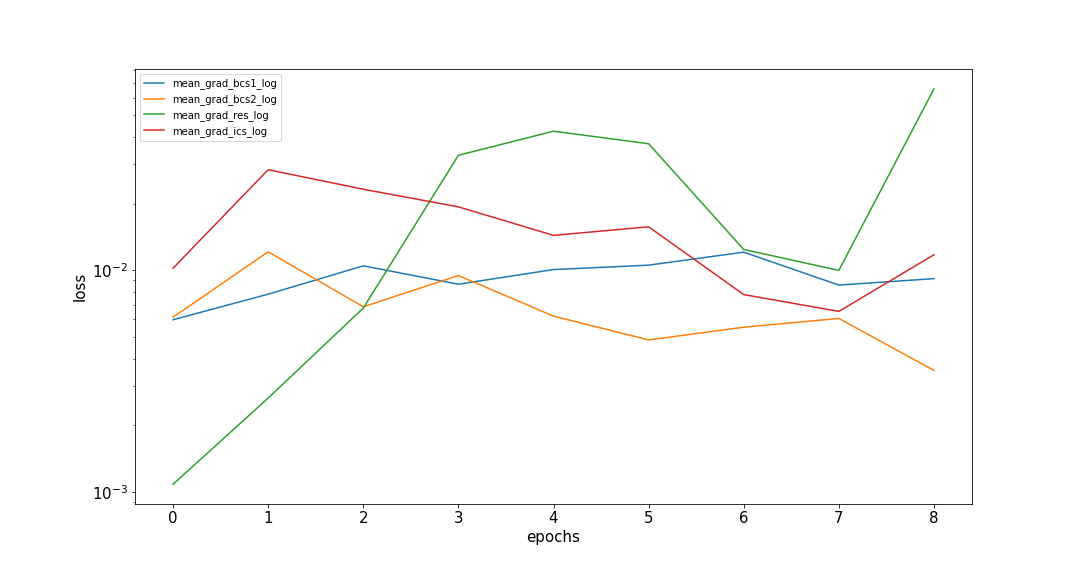 mean_grad_bcs1_log
mean_grad_bcs2_log
mean_grad_res_log
mean_grad_ics_log
10−2
10−3
loss
0 1 2 3 4 5 6 7 8
epochs